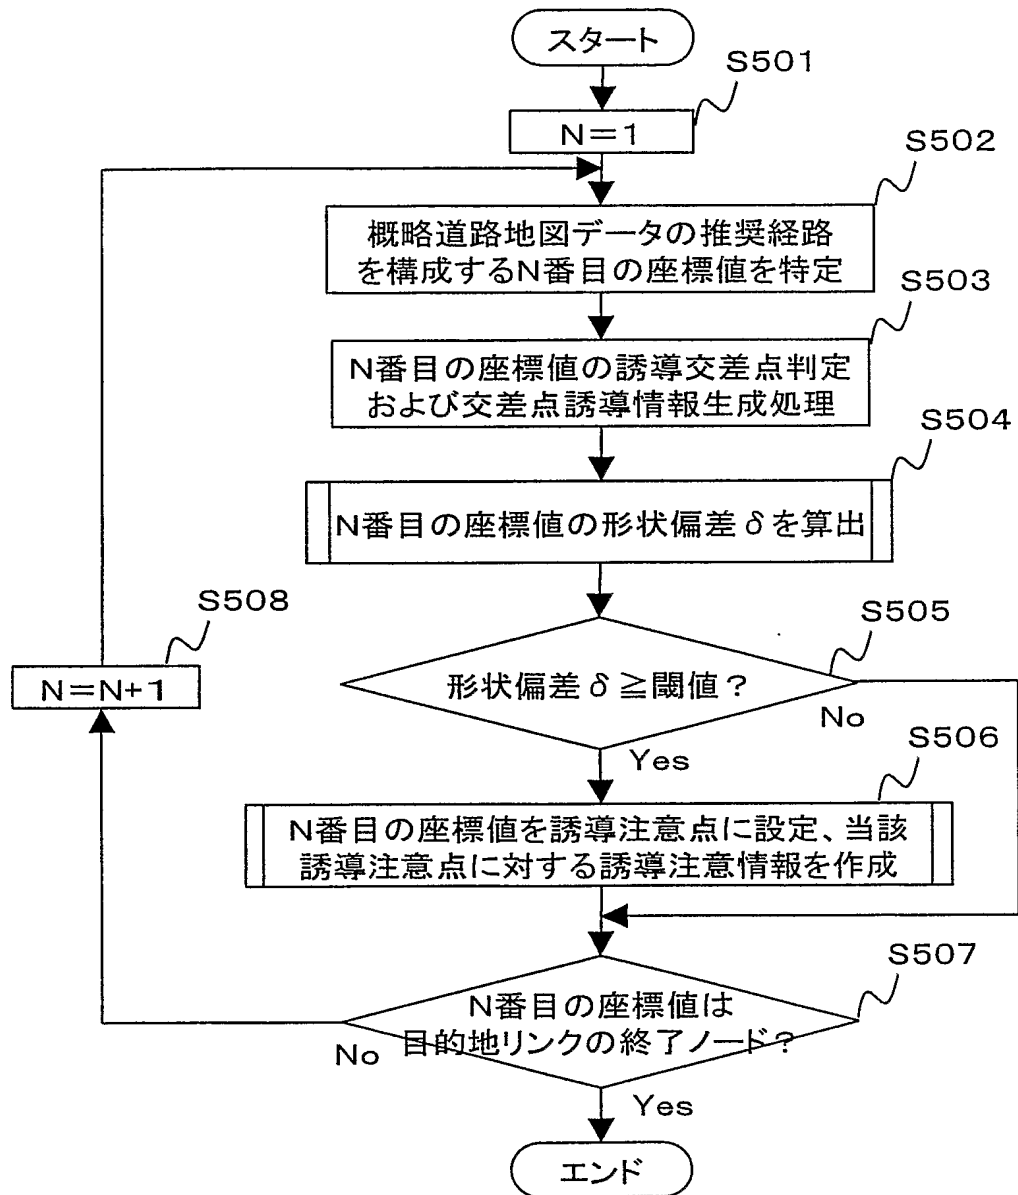 スタート
S501
N=1
S502
概略道路地図データの推奨経路
を構成するN番目の座標値を特定
S503
N番目の座標値の誘導交差点判定
および交差点誘導情報生成処理
S504
N番目の座標値の形状偏差δを算出
S505
形状偏差δ≧閾値?
No
Yes
S506
N番目の座標値を誘導注意点に設定、当該
誘導注意点に対する誘導注意情報を作成
S507
N番目の座標値は
目的地リンクの終了ノード?
No
Yes
S508
N=N+1
エンド